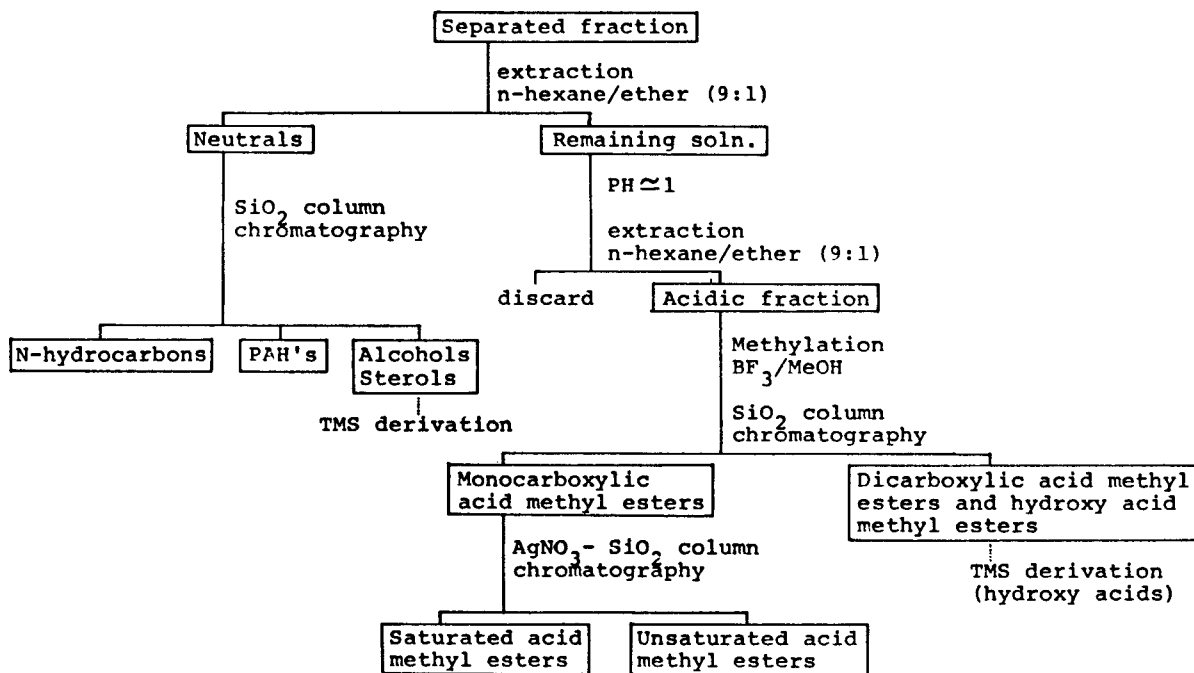 Separated fraction
extraction
n-hexane/ether (9:1)
Neutrals
Remaining soln.
PH≃1
SiO2 column
chromatography
extraction
n-hexane/ether (9:1)
discard
Acidic fraction
N-hydrocarbons
PAH's
Alcohols
Sterols
TMS derivation
Methylation
BF3/MeOH
SiO2 column
chromatography
Monocarboxylic
acid methyl esters
Dicarboxylic acid methyl
esters and hydroxy acid
methyl esters
AgNO3- SiO2 column
chromatography
TMS derivation
(hydroxy acids)
Saturated acid
methyl esters
Unsaturated acid
methyl esters